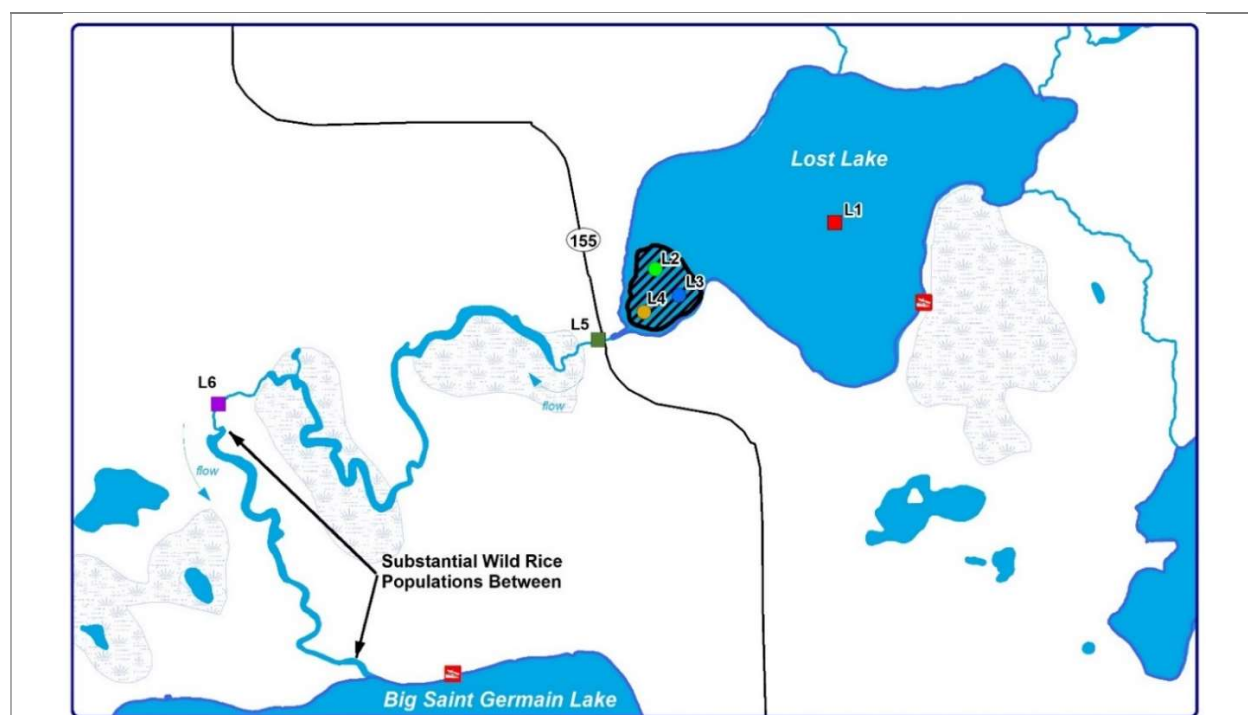 Lost Lake
L1
155
L2
L3
L4
L5
flow
L6
flow
Substantial Wild Rice
Populations Between
Big Saint Germain Lake